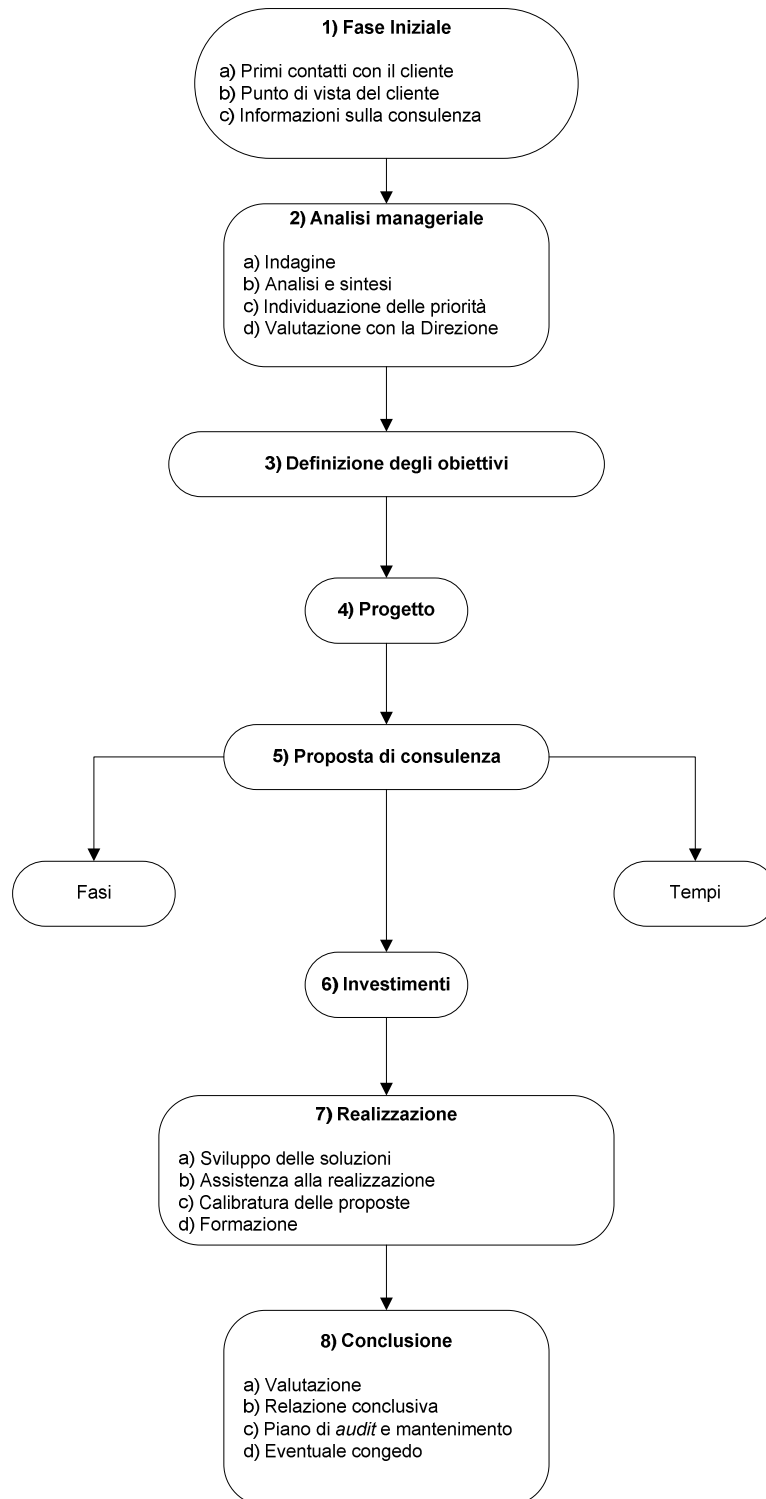 1) Fase Iniziale
a) Primi contatti con il cliente
b) Punto di vista del cliente
c) Informazioni sulla consulenza
2) Analisi manageriale
a) Indagine
b) Analisi e sintesi
c) Individuazione delle priorità
d) Valutazione con la Direzione
3) Definizione degli obiettivi
4) Progetto
5) Proposta di consulenza
Fasi
Tempi
6) Investimenti
7) Realizzazione
a) Sviluppo delle soluzioni
b) Assistenza alla realizzazione
c) Calibratura delle proposte
d) Formazione
8) Conclusione
a) Valutazione
b) Relazione conclusiva
c) Piano di audit e mantenimento
d) Eventuale congedo